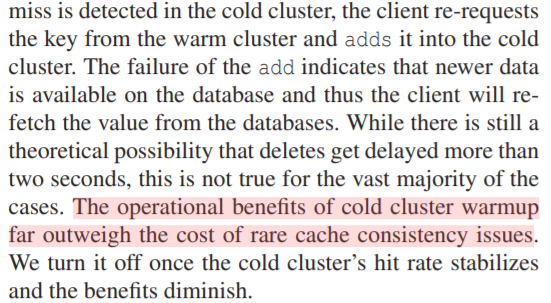 miss is detected in the cold cluster, the client re-requests
the key from the warm cluster and adds it into the cold
cluster. The failure of the add indicates that newer data
is available on the database and thus the client will re-
fetch the value from the databases. While there is still a
theoretical possibility that deletes get delayed more than
two seconds, this is not true for the vast majority of the
cases. The operational benefits of cold cluster warmup
far outweigh the cost of rare cache consistency issues.
We turn it off once the cold cluster’s hit rate stabilizes
and the benefits diminish.